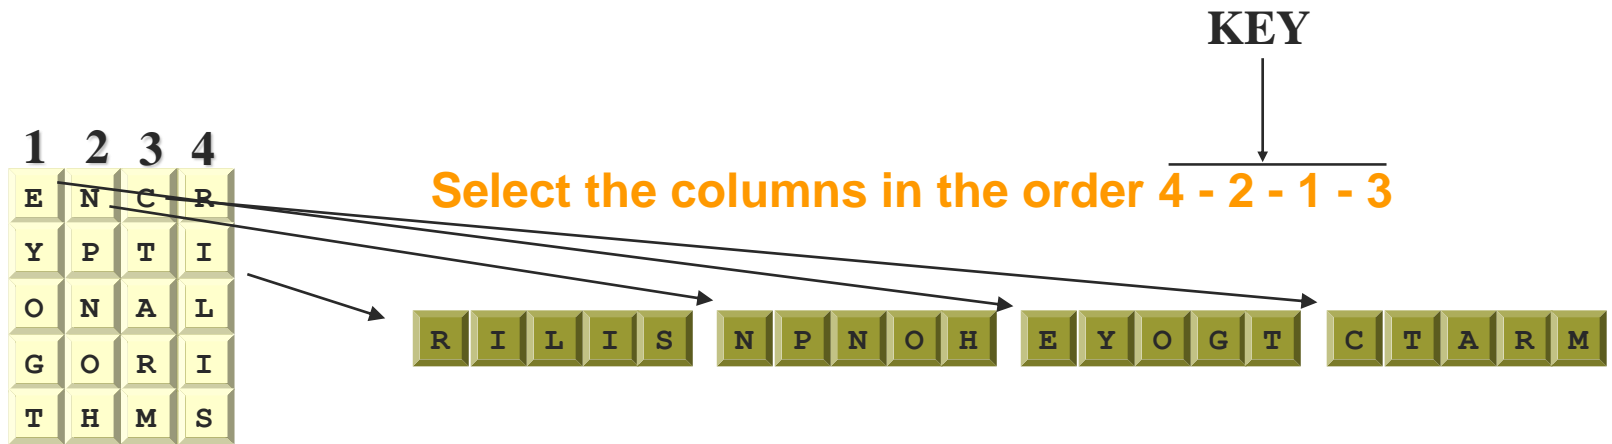 KEY
1 2 3 4
Select the columns in the order 4 - 2 - 1 - 3
E N C R
Y P T I
O N A L
G O R I
T H M S
R I L I S N P N O H E Y O G T C T A R M